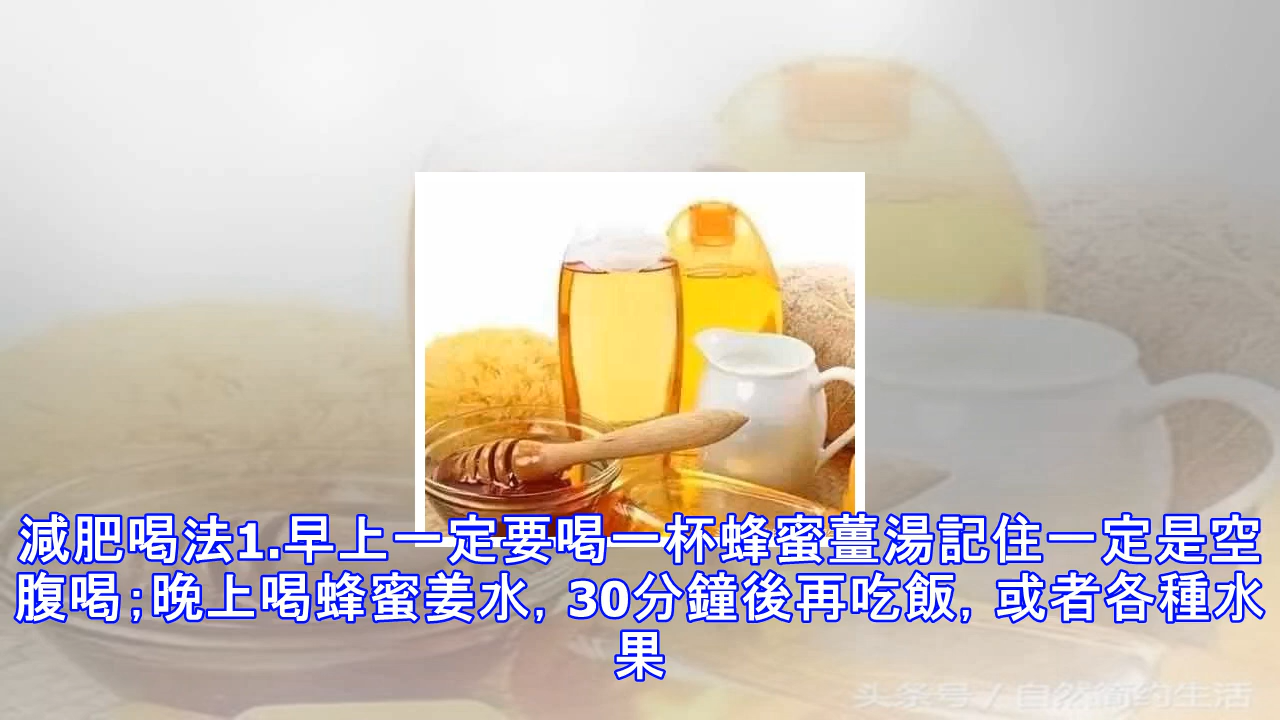 減肥喝法1.早上一定要喝一杯蜂蜜薑湯記住一定是空
腹喝;晚上喝蜂蜜姜水, 30分鐘後再吃飯, 或者各種水
果
头条号 / 自然简约生活